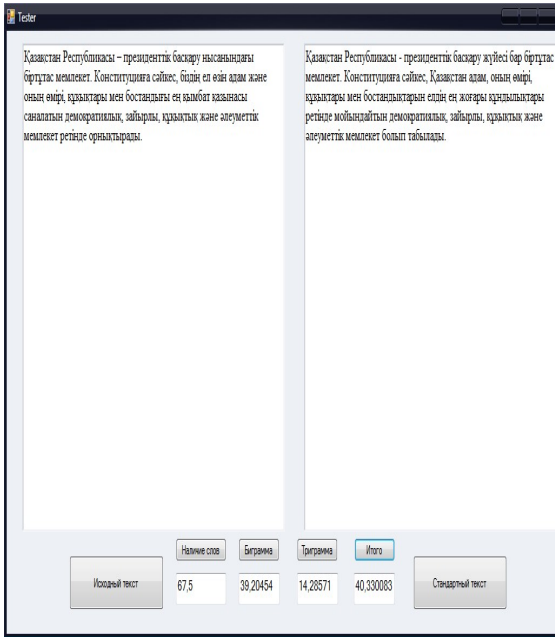 Tester
Қазақстан Республикасы – президенттік басқару нысанындағы
біртұтас мемлекет. Конституцияға сәйкес, біздің ел өзін адам және
оның өмірі, құқықтары мен бостандығы ең қымбат қазынасы
саналатын демократиялық, зайырлы, құқықтық және әлеуметтік
мемлекет ретінде орнықтырады.
Қазақстан Республикасы - президенттік басқару жүйесі бар біртұтас
мемлекет. Конституцияға сәйкес, Қазақстан адам, оның өмірі,
құқықтары мен бостандықтарын елдің ең жоғары құндылықтары
ретінде мойындайтын демократиялық, зайырлы, құқықтық және
әлеуметтік мемлекет болып табылады.
Наличие слов Биграмма Триграмма Итого
Исходный текст 67,5 39,20454 14,28571 40,330083 Стандартный текст